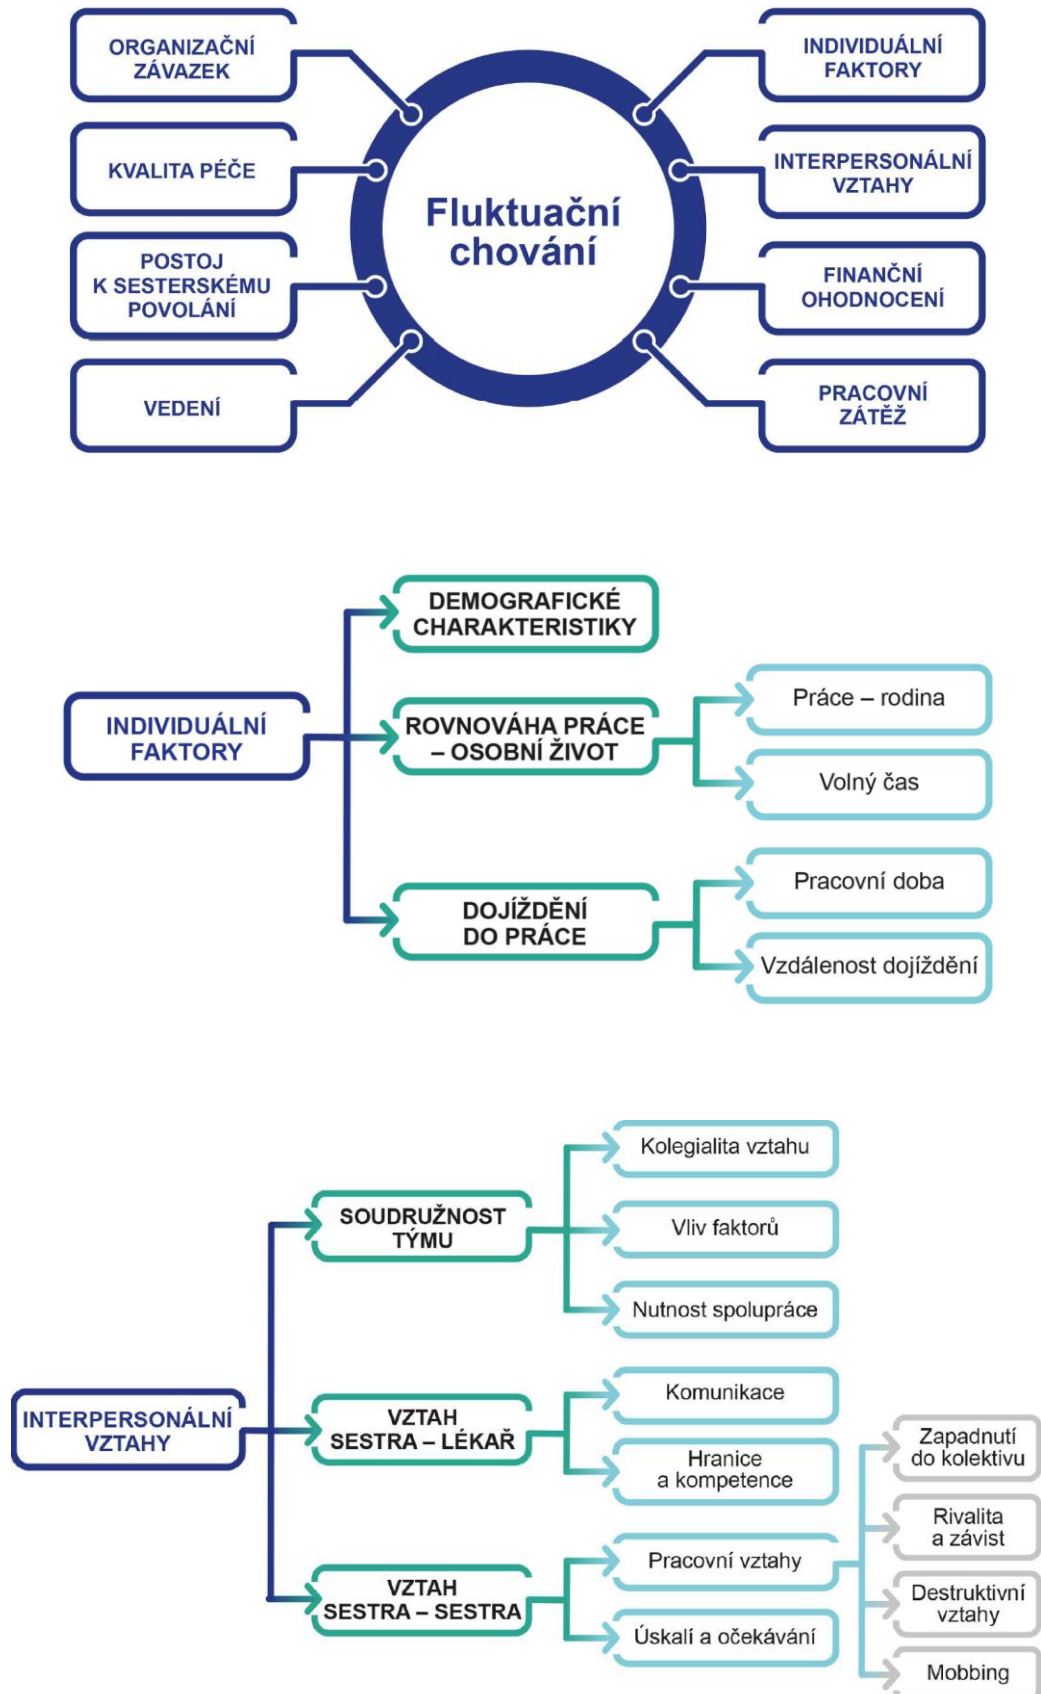 ORGANIZAČNÍ
ZÁVAZEK
KVALITA PÉČE
POSTOJ
K SESTERSKÉMU
POVOLÁNÍ
VEDENÍ
Fluktuační
chování
INDIVIDUÁLNÍ
FAKTORY
INTERPERSONÁLNÍ
VZTAHY
FINANČNÍ
OHODNOCENÍ
PRACOVNÍ
ZÁTĚŽ
INDIVIDUÁLNÍ
FAKTORY
DEMOGRAFICKÉ
CHARAKTERISTIKY
ROVNOVÁHA PRÁCE
– OSOBNÍ ŽIVOT
Práce – rodina
Volný čas
DOJÍŽDĚNÍ
DO PRÁCE
Pracovní doba
Vzdálenost dojíždění
INTERPERSONÁLNÍ
VZTAHY
SOUDRUŽNOST
TÝMU
Kolegialita vztahu
Vliv faktorů
Nutnost spolupráce
VZTAH
SESTRA – LÉKAŘ
Komunikace
Hranice
a kompetence
VZTAH
SESTRA – SESTRA
Pracovní vztahy
Úskalí a očekávání
Zapadnutí
do kolektivu
Rivalita
a závist
Destruktivní
vztahy
Mobbing